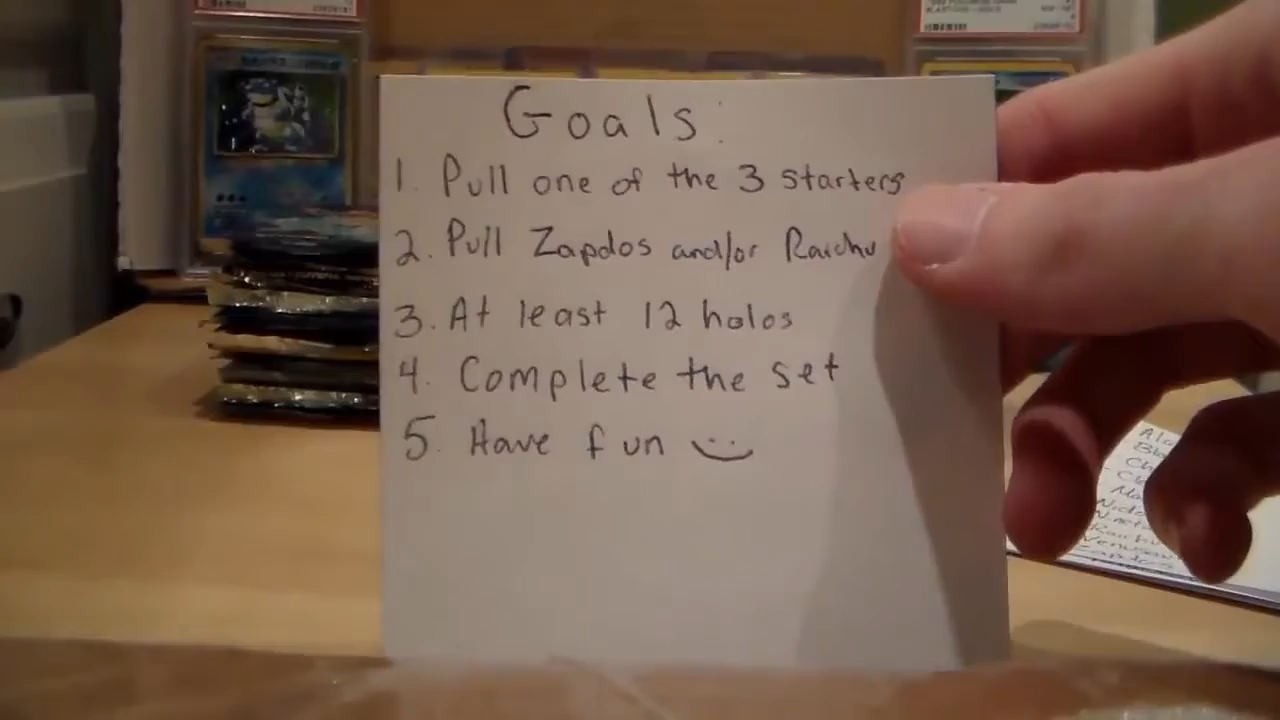 Goals:
1. Pull one of the 3 starters
2. Pull Zapdos and/or Raichu
3. At least 12 holos
4. Complete the set
5. Have fun